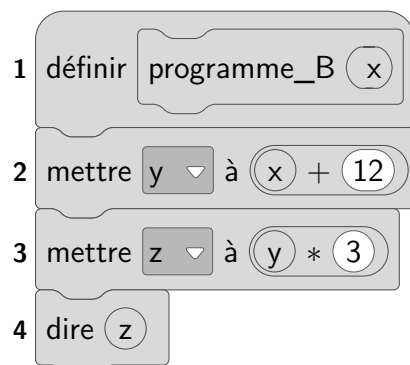 1 définir programme_B x
2 mettre y à x + 12
3 mettre z à y * 3
4 dire z